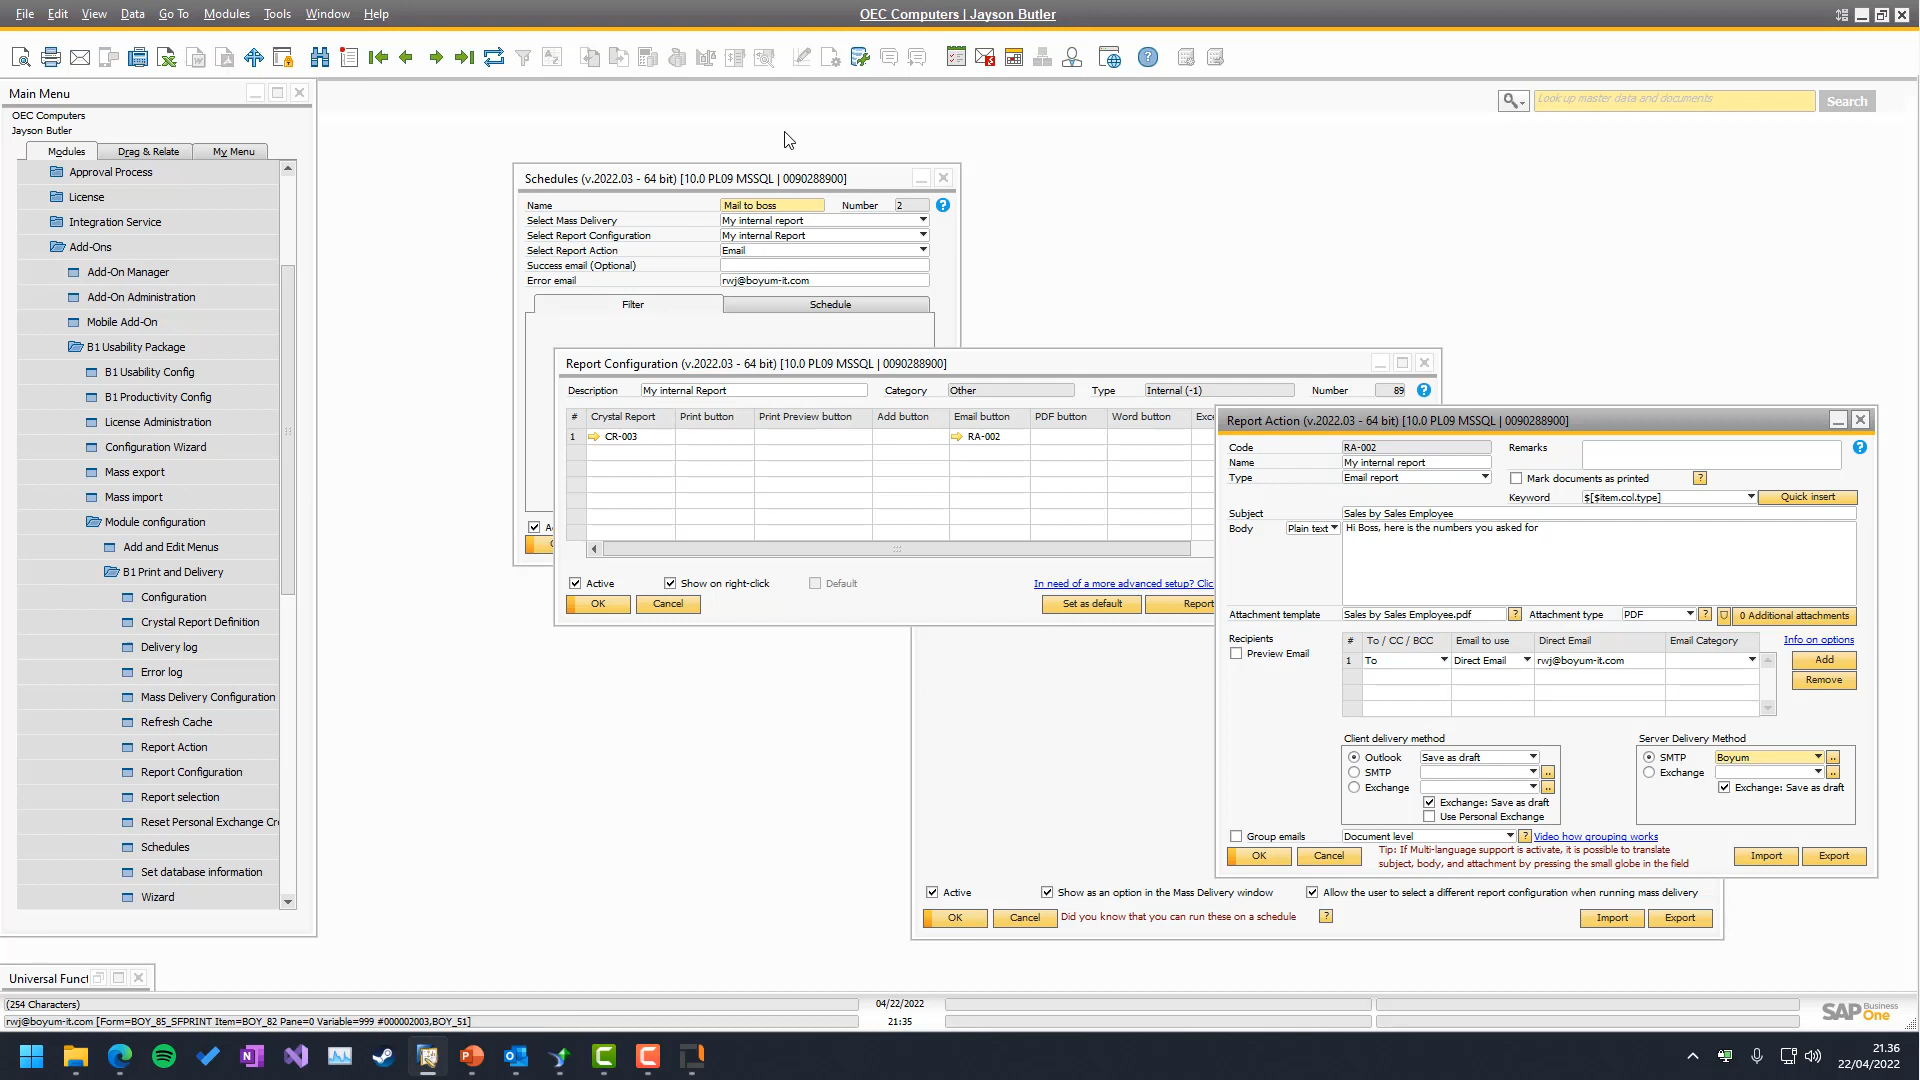 File Edit View Data Go To Modules Tools Window Help
OEC Computers | Jayson Butler
Look up master data and documents Search
Main Menu
OEC Computers
Jayson Butler
Modules Drag & Relate My Menu
Approval Process
License
Integration Service
Add-Ons
Add-On Manager
Add-On Administration
Mobile Add-On
B1 Usability Package
B1 Usability Config
B1 Productivity Config
License Administration
Configuration Wizard
Mass export
Mass import
Module configuration
Add and Edit Menus
B1 Print and Delivery
Configuration
Crystal Report Definition
Delivery log
Error log
Mass Delivery Configuration
Refresh Cache
Report Action
Report Configuration
Report selection
Reset Personal Exchange Cr
Schedules
Set database information
Wizard
Schedules (v.2022.03 - 64 bit) [10.0 PL09 MSSQL | 0090288900]
Name Mail to boss Number 2
Select Mass Delivery My internal report
Select Report Configuration My internal Report
Select Report Action Email
Success email (Optional)
Error email rwj@boyum-it.com
Filter Schedule
Report Configuration (v.2022.03 - 64 bit) [10.0 PL09 MSSQL | 0090288900]
Description My internal Report Category Other Type Internal (-1) Number 89
# Crystal Report Print button Print Preview button Add button Email button PDF button Word button Exce
1 CR-003 RA-002
Active Show on right-click Default In need of a more advanced setup? Clic
OK Cancel Set as default Report
Report Action (v.2022.03 - 64 bit) [10.0 PL09 MSSQL | 0090288900]
Code RA-002 Remarks
Name My internal report
Type Email report Mark documents as printed ?
Keyword $[$item.col.type] Quick insert
Subject Sales by Sales Employee
Body Plain text Hi Boss, here is the numbers you asked for
Attachment template Sales by Sales Employee.pdf ? Attachment type PDF ? 0 Additional attachments
Recipients # To / CC / BCC Email to use Direct Email Email Category Info on options
Preview Email 1 To Direct Email rwj@boyum-it.com Add
Remove
Client delivery method Server Delivery Method
Outlook Save as draft SMTP Boyum ..
SMTP .. Exchange ..
Exchange .. Exchange: Save as draft
Exchange: Save as draft
Use Personal Exchange
Group emails Document level ? Video how grouping works
OK Cancel Tip: If Multi-language support is activate, it is possible to translate
subject, body, and attachment by pressing the small globe in the field Import Export
Active Show as an option in the Mass Delivery window Allow the user to select a different report configuration when running mass delivery
OK Cancel Did you know that you can run these on a schedule ? Import Export
Universal Funct
(254 Characters) 04/22/2022
rwj@boyum-it.com [Form=BOY_85_SFPRINT Item=BOY_82 Pane=0 Variable=999 #000002003,BOY_51] 21:35
SAP Business One
21.36
22/04/2022